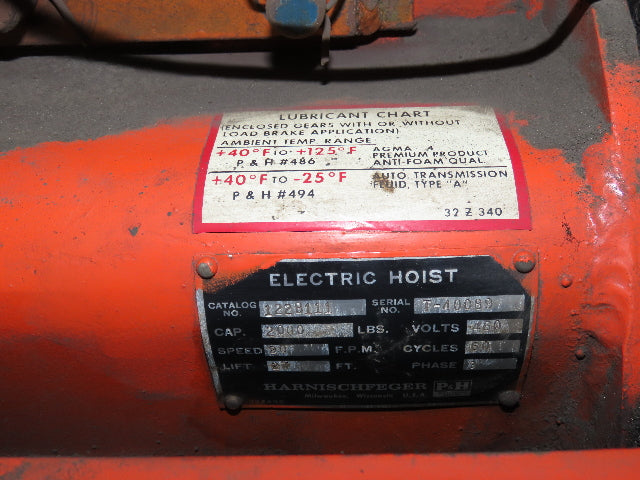 LUBRICANT CHART
(ENCLOSED GEARS WITH OR WITHOUT
LOAD BRAKE APPLICATION)
AMBIENT TEMP. RANGE
+40°F TO +125°F AGMA A
P & H #486 PREMIUM PRODUCT
ANTI-FOAM QUAL.
+40°F TO -25°F AUTO TRANSMISSION
P & H #494 FLUID, TYPE "A"
32 Z 340
ELECTRIC HOIST
CATALOG NO. SERIAL NO.
CAP. 2000 LBS. VOLTS 460
SPEED F.P.M. CYCLES
LIFT FT. PHASE
HARNISCHFEGER P&H
Milwaukee, Wisconsin U.S.A.